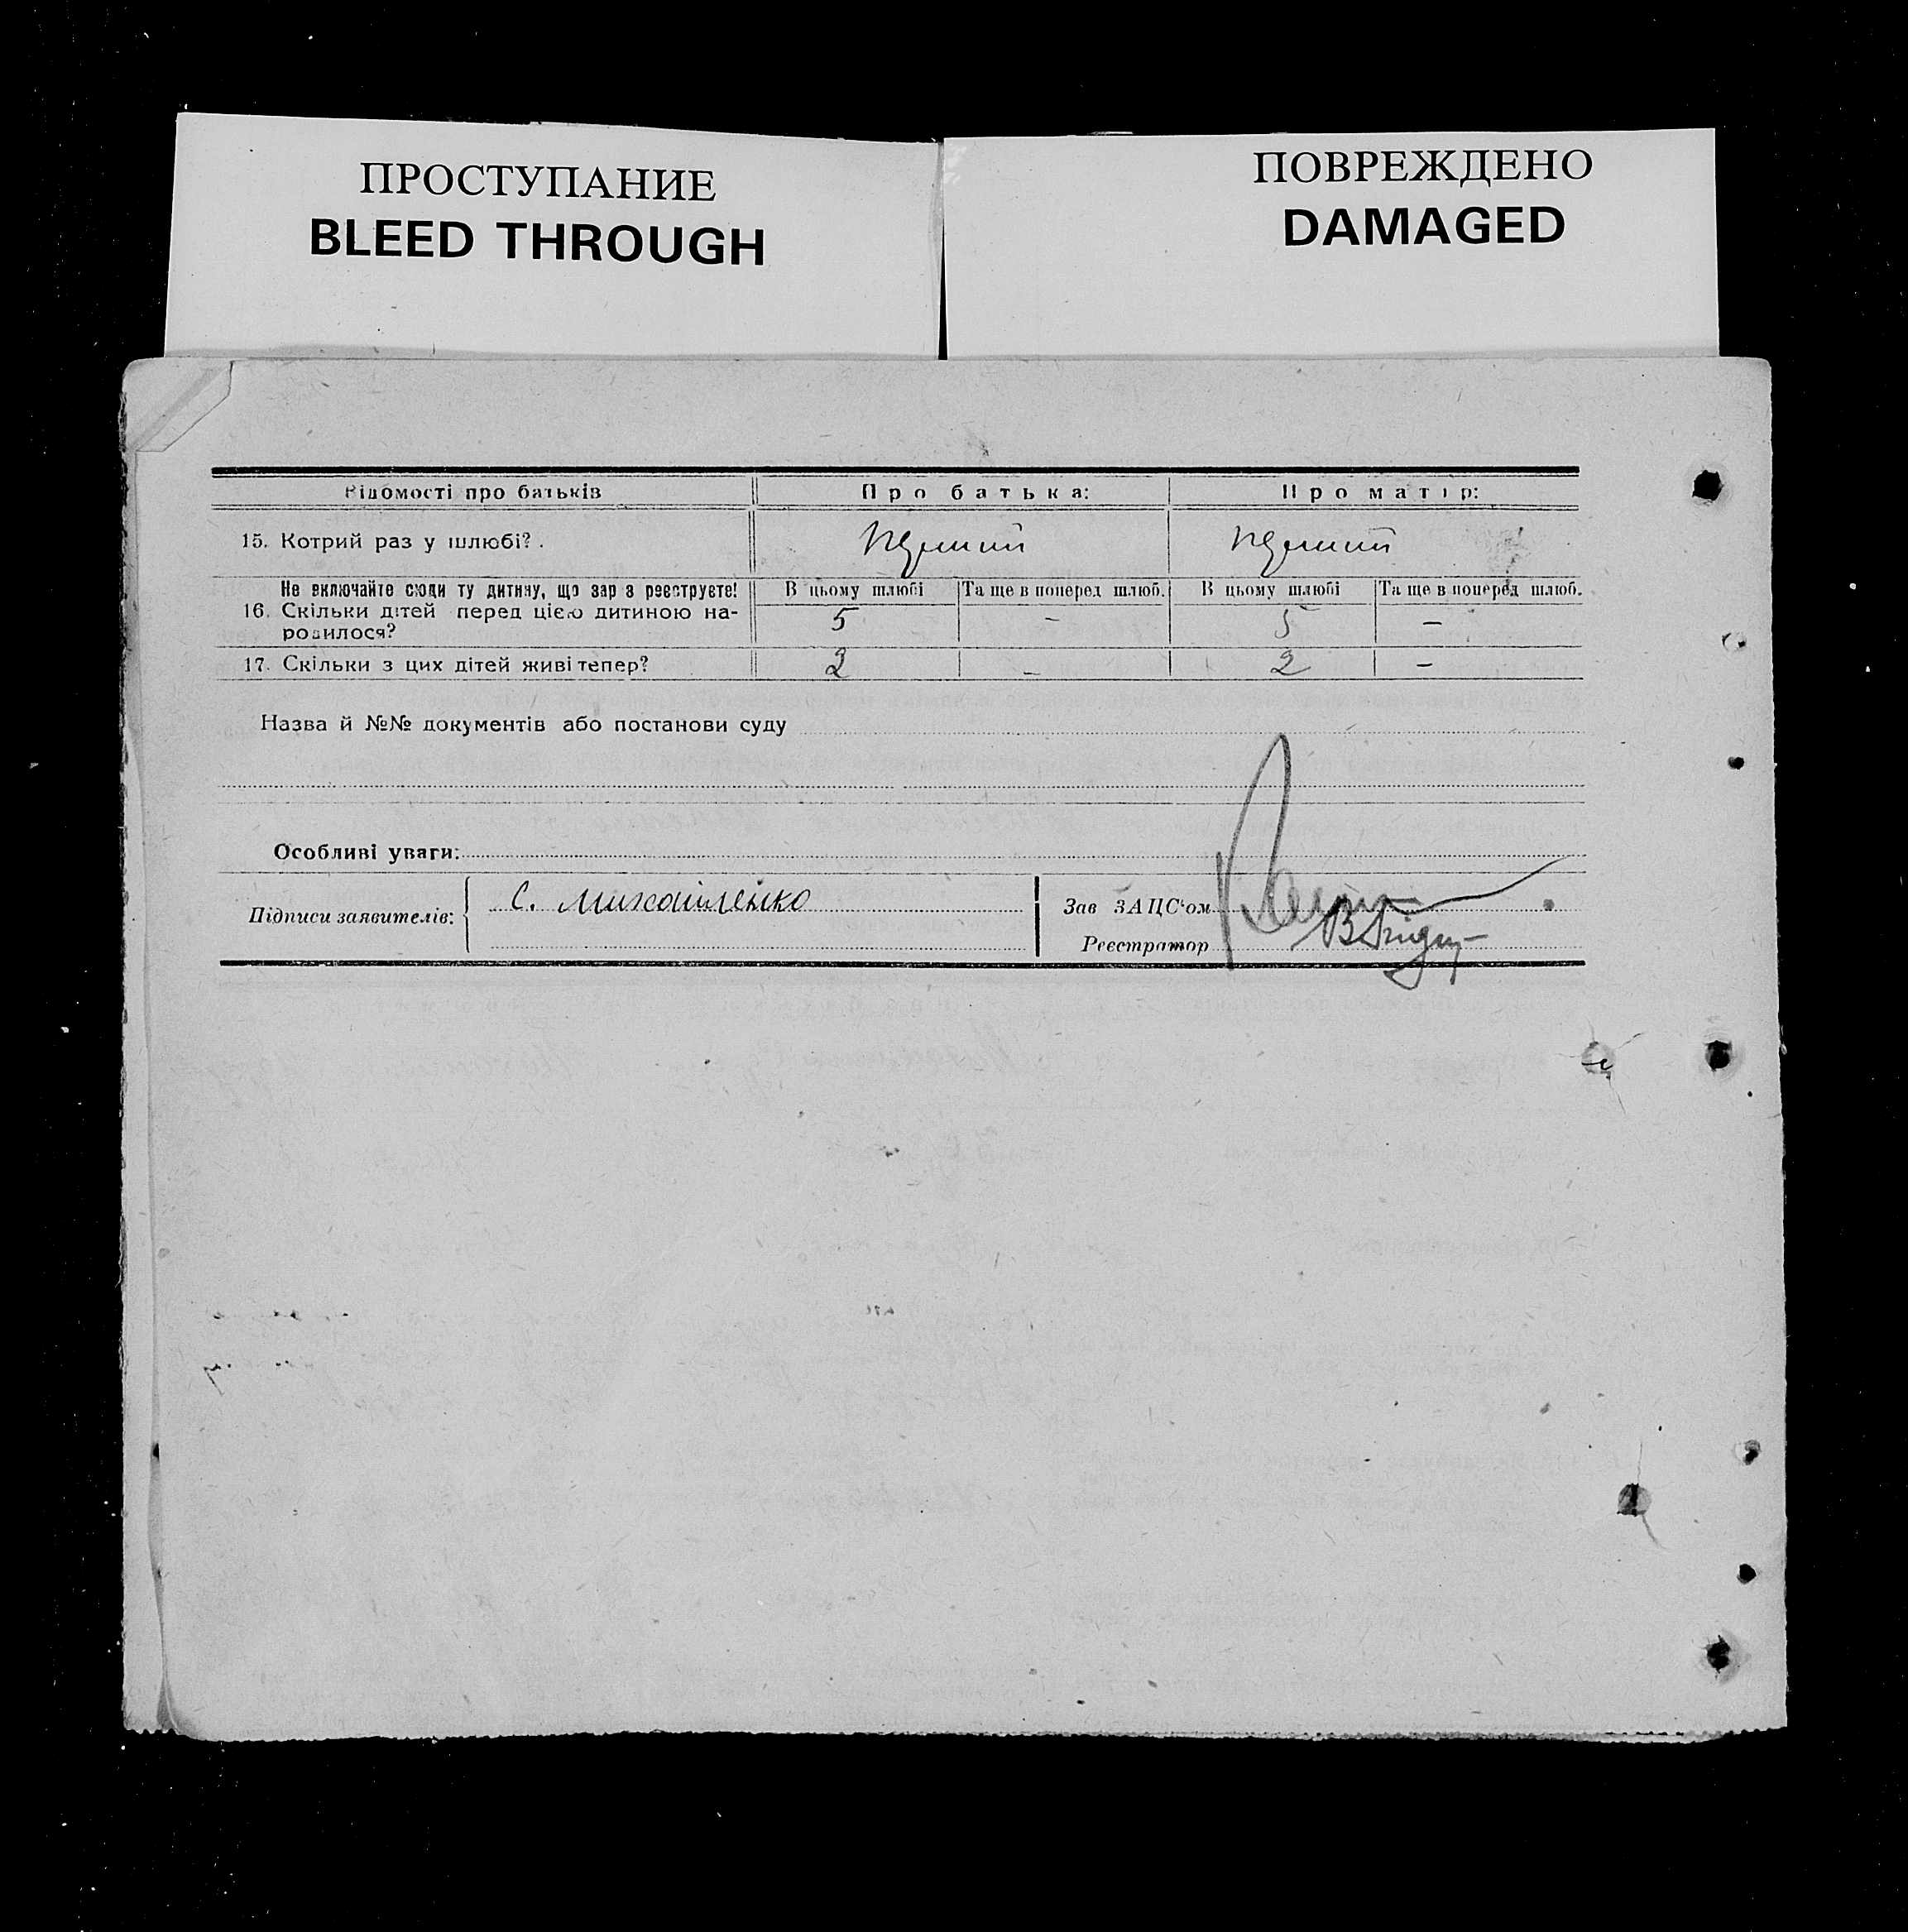 ПРОСТУПАНИЕ
BLEED THROUGH
ПОВРЕЖДЕНО
DAMAGED
Відомості про батьків Про батька: Про матір:
15. Котрий раз у шлюбі?. перший перший
Не включайте сюди ту дитину, що зараз реєструєте! В цьому шлюбі Та ще в поперед шлюб. В цьому шлюбі Та ще в поперед шлюб.
16. Скільки дітей перед цією дитиною на- 5 – 5 –
родилося?
17. Скільки з цих дітей живі тепер? 2 – 2 –
Назва й №№ документів або постанови суду
Особливі уваги:
Підписи заявителів: С. Михайленко
Зав ЗАЦС'ом
Реєстратор